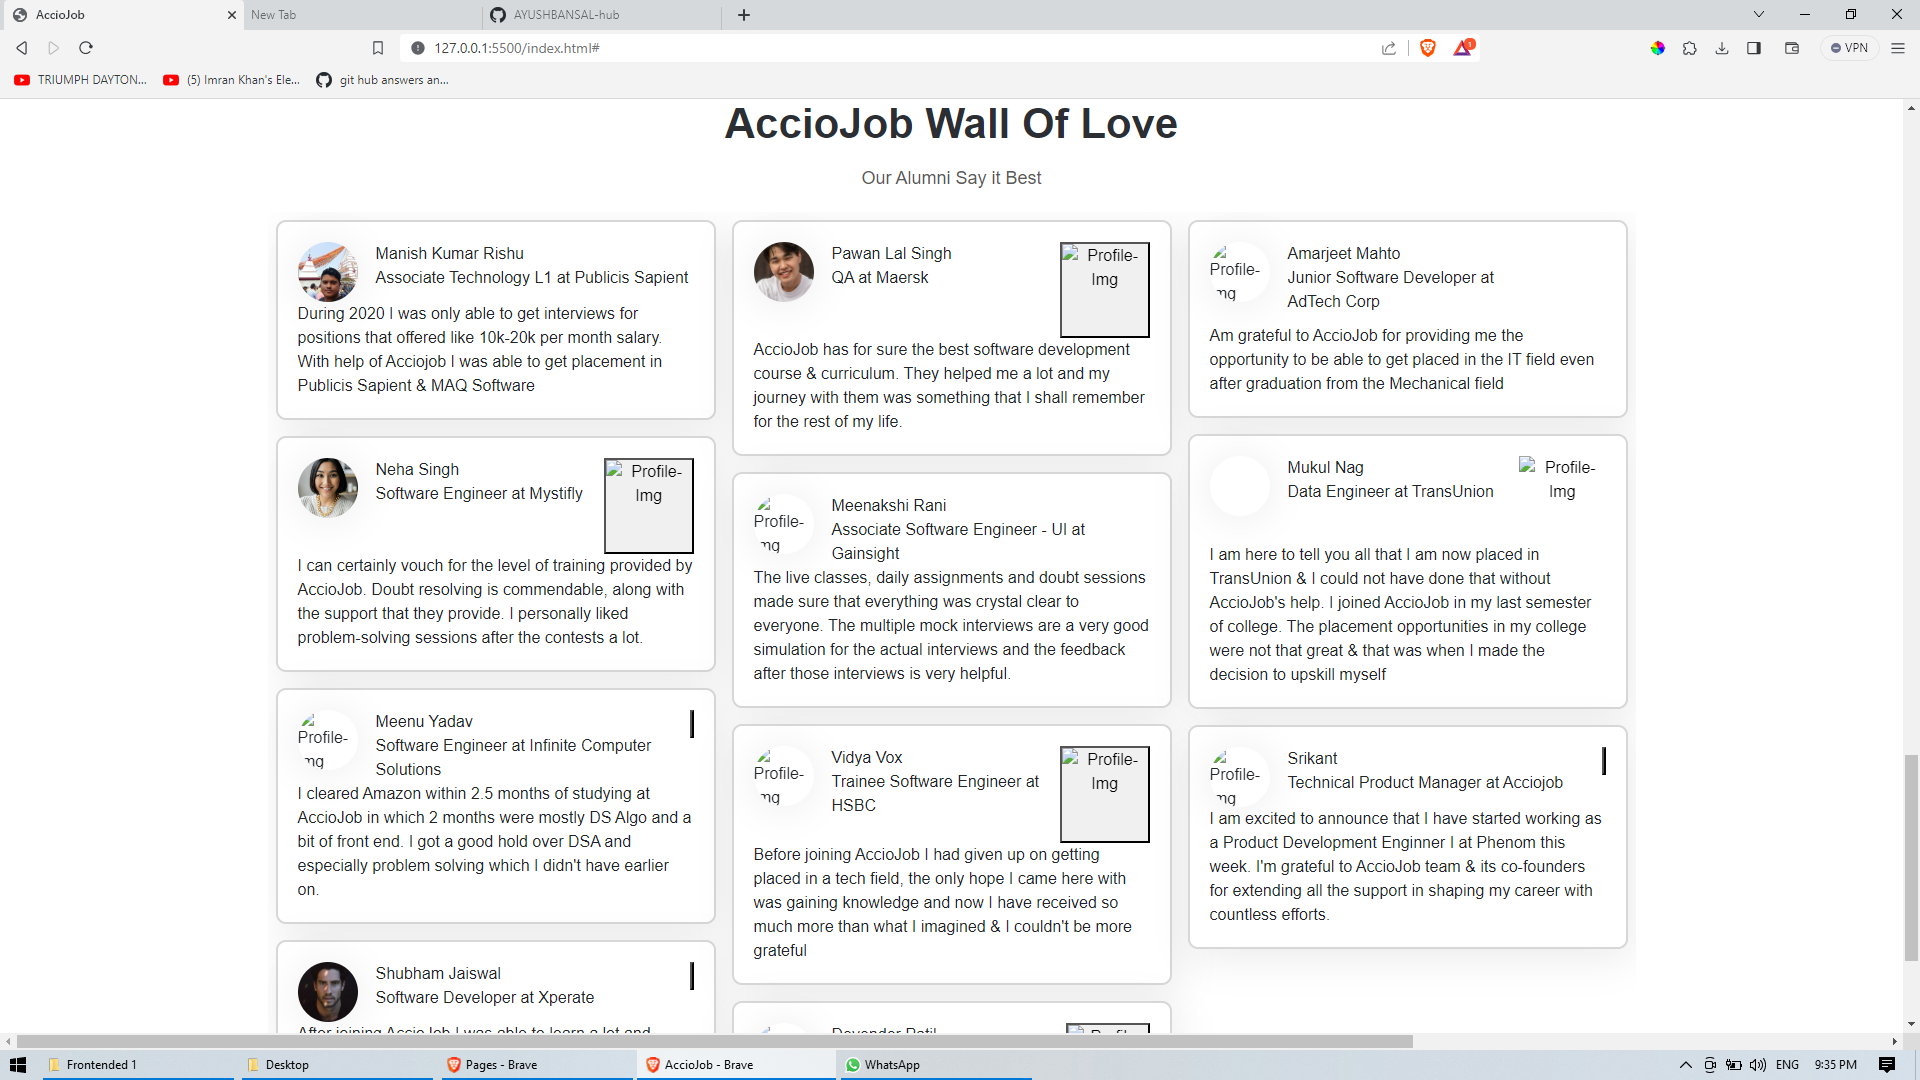 AccioJob
New Tab
AYUSHBANSAL-hub
127.0.0.1:5500/index.html#
1
VPN
TRIUMPH DAYTON...
(5) Imran Khan's Ele...
git hub answers an...
AccioJob Wall Of Love
Our Alumni Say it Best
Manish Kumar Rishu
Associate Technology L1 at Publicis Sapient
During 2020 I was only able to get interviews for
positions that offered like 10k-20k per month salary.
With help of Acciojob I was able to get placement in
Publicis Sapient & MAQ Software
Neha Singh
Software Engineer at Mystifly
Profile-
Img
I can certainly vouch for the level of training provided by
AccioJob. Doubt resolving is commendable, along with
the support that they provide. I personally liked
problem-solving sessions after the contests a lot.
Profile-
mg
Meenu Yadav
Software Engineer at Infinite Computer
Solutions
I cleared Amazon within 2.5 months of studying at
AccioJob in which 2 months were mostly DS Algo and a
bit of front end. I got a good hold over DSA and
especially problem solving which I didn't have earlier
on.
Shubham Jaiswal
Software Developer at Xperate
After joining AccioJob I was able to learn a lot and
Pawan Lal Singh
QA at Maersk
Profile-
Img
AccioJob has for sure the best software development
course & curriculum. They helped me a lot and my
journey with them was something that I shall remember
for the rest of my life.
Profile-
mg
Meenakshi Rani
Associate Software Engineer - UI at
Gainsight
The live classes, daily assignments and doubt sessions
made sure that everything was crystal clear to
everyone. The multiple mock interviews are a very good
simulation for the actual interviews and the feedback
after those interviews is very helpful.
Profile-
mg
Vidya Vox
Trainee Software Engineer at
HSBC
Profile-
Img
Before joining AccioJob I had given up on getting
placed in a tech field, the only hope I came here with
was gaining knowledge and now I have received so
much more than what I imagined & I couldn't be more
grateful
Devender Patil
Profile-
Profile-
mg
Amarjeet Mahto
Junior Software Developer at
AdTech Corp
Am grateful to AccioJob for providing me the
opportunity to be able to get placed in the IT field even
after graduation from the Mechanical field
Mukul Nag
Data Engineer at TransUnion
Profile-
Img
I am here to tell you all that I am now placed in
TransUnion & I could not have done that without
AccioJob's help. I joined AccioJob in my last semester
of college. The placement opportunities in my college
were not that great & that was when I made the
decision to upskill myself
Profile-
mg
Srikant
Technical Product Manager at Acciojob
I am excited to announce that I have started working as
a Product Development Enginner I at Phenom this
week. I'm grateful to AccioJob team & its co-founders
for extending all the support in shaping my career with
countless efforts.
Frontended 1
Desktop
Pages - Brave
AccioJob - Brave
WhatsApp
ENG
9:35 PM